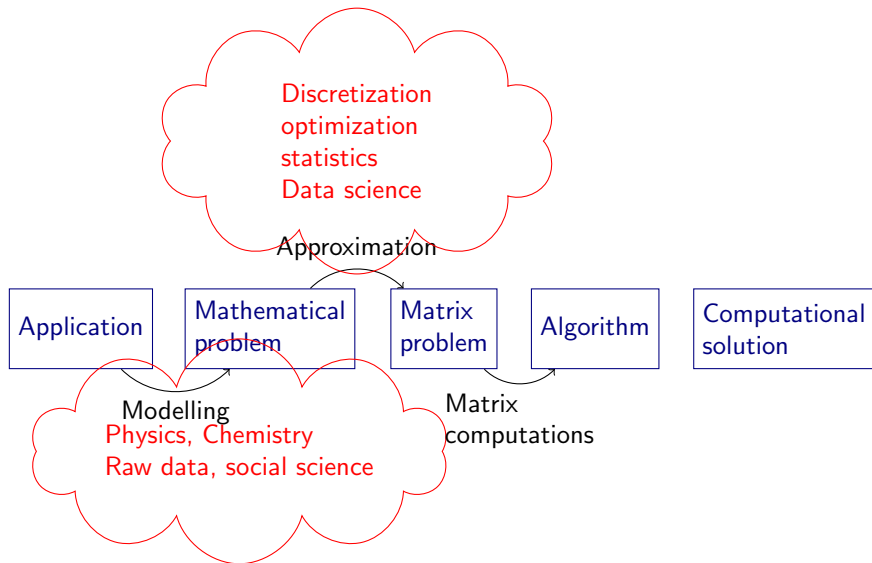 Discretization
optimization
statistics
Data science
Approximation
Application
Mathematical
problem
Matrix
problem
Algorithm
Computational
solution
Modelling
Physics, Chemistry
Raw data, social science
Matrix
computations